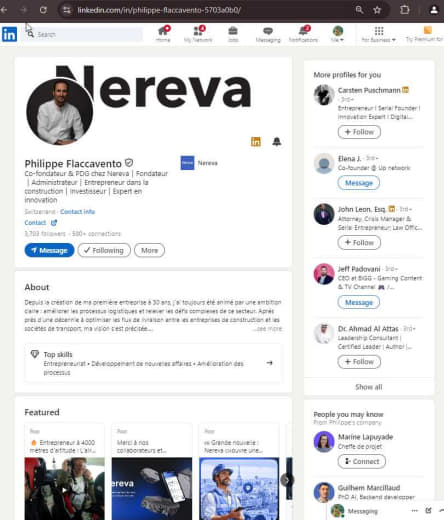 linkedin.com/in/philippe-flaccavento-5703a0b0/
in
Search
Home
My Network
Jobs
Messaging
Notifications
Me
For Business
Try Premium for
Nereva
Philippe Flaccavento
Co-fondateur & PDG chez Nereva | Fondateur
| Administrateur | Entrepreneur dans la
construction | Investisseur | Expert en
innovation
Nereva
Switzerland · Contact info
Contact
3,703 followers · 500+ connections
Message
Following
More
About
Depuis la création de ma première entreprise à 30 ans, j'ai toujours été animé par une ambition
claire : améliorer les processus logistiques et relever les défis complexes de ce secteur. Après
près d'une décennie à optimiser les flux de livraison entre les entreprises de construction et les
sociétés de transport, ma vision s'est précisée....
...see more
Top skills
Entrepreneuriat • Développement de nouvelles affaires • Amélioration des
processus
Featured
Post
Entrepreneur à 4000
mètres d'altitude : L'air...
Post
Merci à nos
collaborateurs et...
ereva
Post
Grande nouvelle :
Nereva couvre une...
More profiles for you
Carsten Puschmann
· 3rd+
Entrepreneur I Serial Founder I
Innovation Expert I Digital...
+ Follow
Elena J. · 3rd+
Co-founder @ Up network
Message
John Leon, Esq. · 3rd+
Attorney, Crisis Manager &
Serial Entrepreneur; Law Offic...
+ Follow
Jeff Padovani · 3rd+
CEO at BIGG - Gaming Content
& TV Channel 🎮 /...
Message
Dr. Ahmad Al Attas · 3rd+
Leadership Consultant |
Certified Leader | Author |...
+ Follow
Show all
People you may know
From Philippe's company
Marine Lapuyade
Cheffe de projet
Connect
Guilhem Marcillaud
PhD AI, Backend developer
Messaging